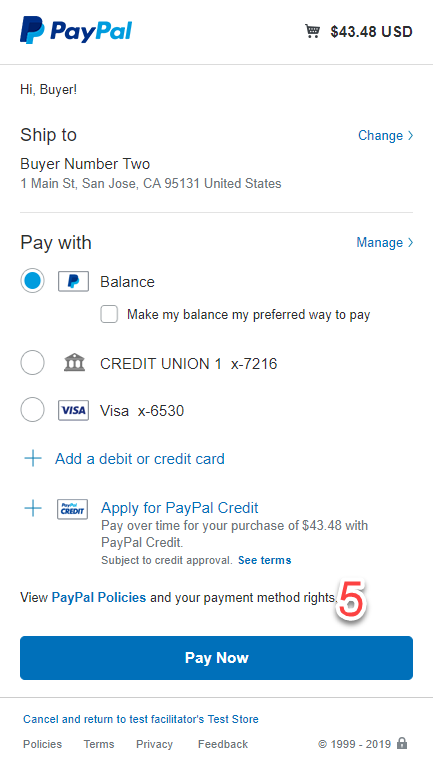 PayPal $43.48 USD
Hi, Buyer!
Ship to Change >
Buyer Number Two
1 Main St, San Jose, CA 95131 United States
Pay with Manage >
Balance
Make my balance my preferred way to pay
CREDIT UNION 1 x-7216
VISA Visa x-6530
+ Add a debit or credit card
+ PayPal CREDIT Apply for PayPal Credit
Pay over time for your purchase of $43.48 with
PayPal Credit.
Subject to credit approval. See terms
View PayPal Policies and your payment method rights. 5
Pay Now
Cancel and return to test facilitator's Test Store
Policies Terms Privacy Feedback © 1999 - 2019